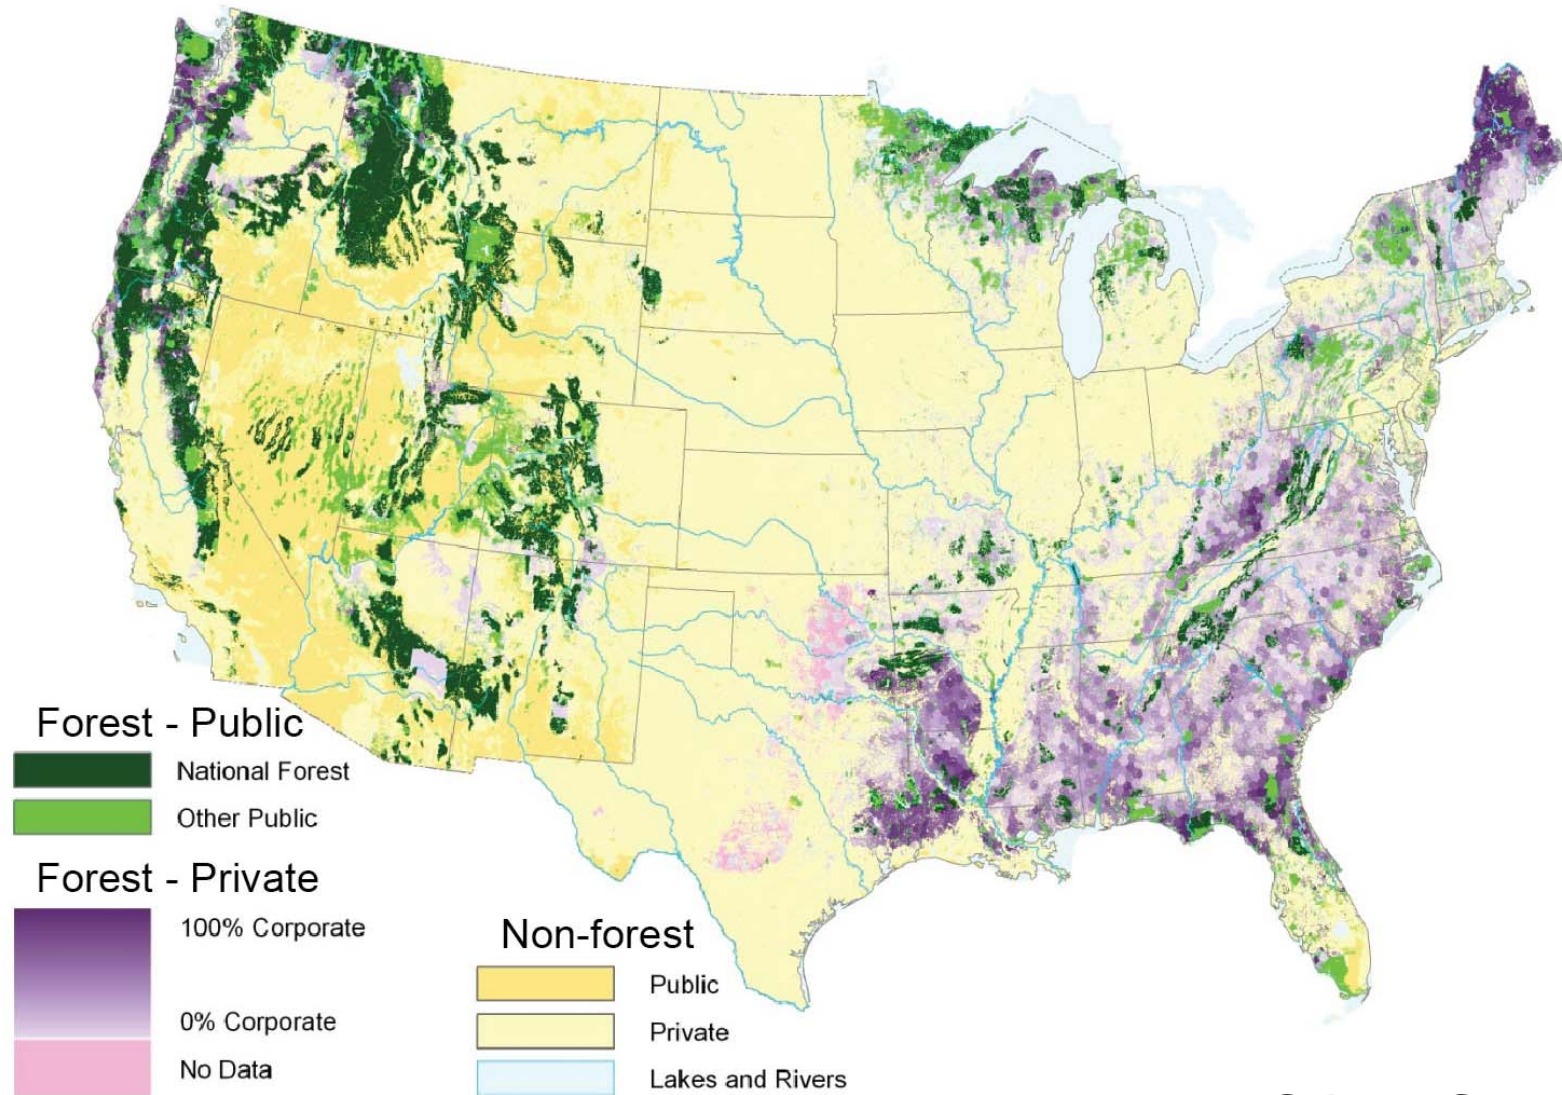 Forest - Public
National Forest
Other Public
Forest - Private
100% Corporate
0% Corporate
No Data
Non-forest
Public
Private
Lakes and Rivers